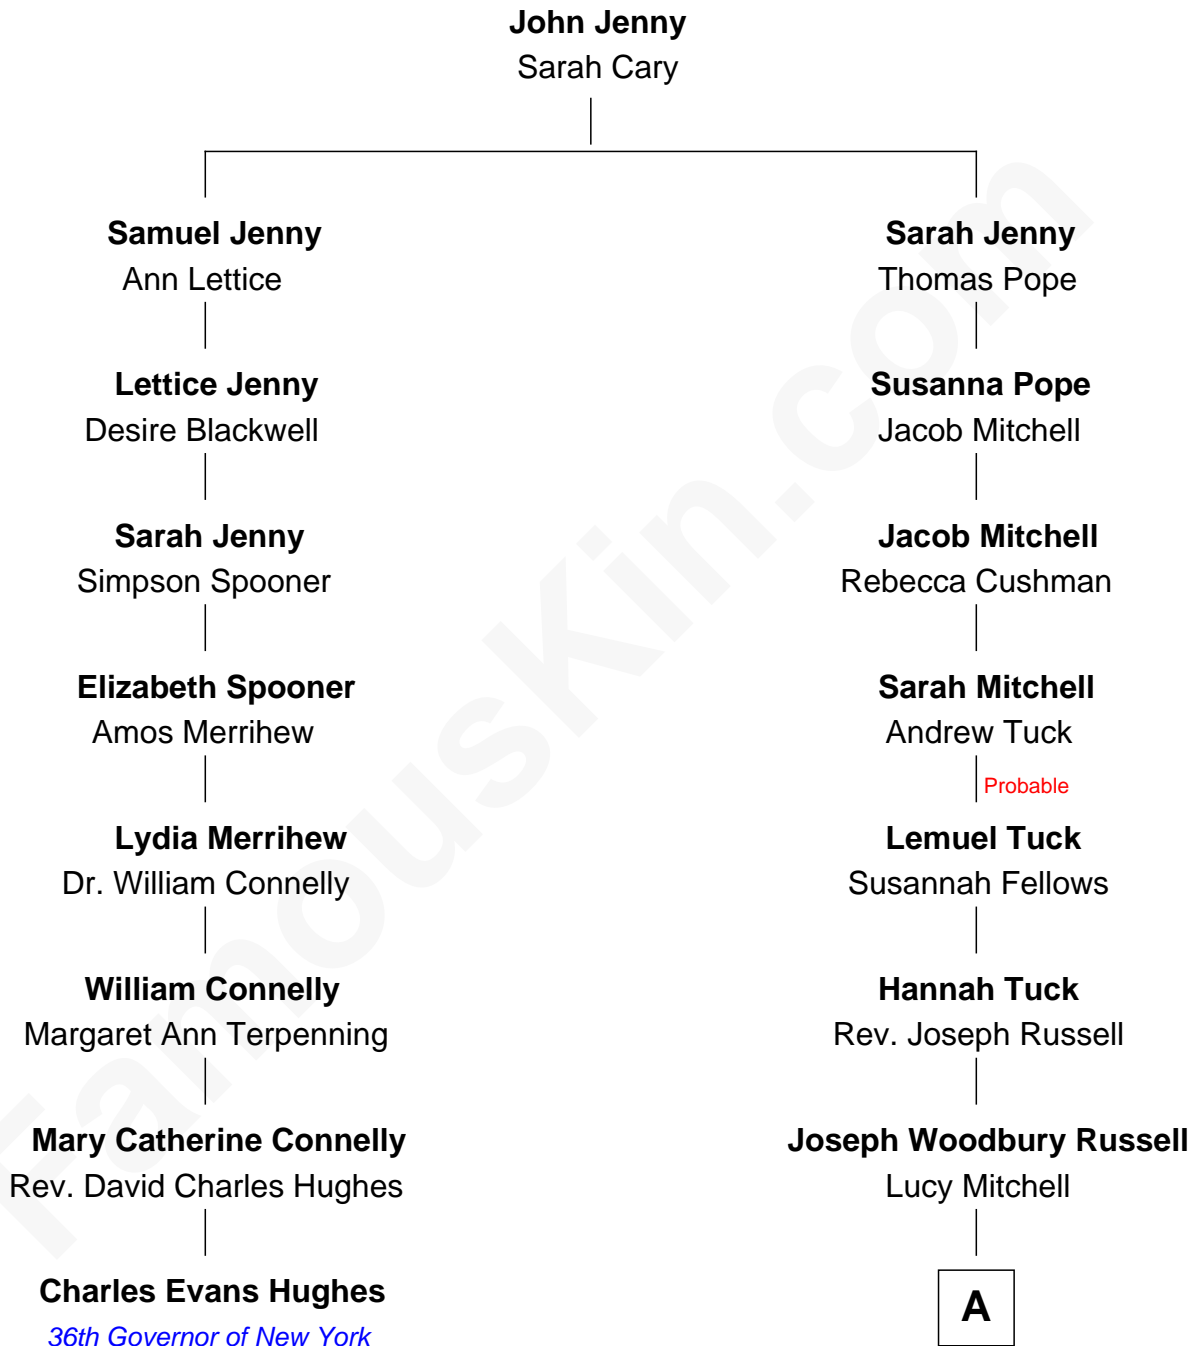 John Jenny
Sarah Cary
Samuel Jenny
Ann Lettice
Lettice Jenny
Desire Blackwell
Sarah Jenny
Simpson Spooner
Elizabeth Spooner
Amos Merrihew
Lydia Merrihew
Dr. William Connelly
William Connelly
Margaret Ann Terpenning
Mary Catherine Connelly
Rev. David Charles Hughes
Charles Evans Hughes
36th Governor of New York
Sarah Jenny
Thomas Pope
Susanna Pope
Jacob Mitchell
Jacob Mitchell
Rebecca Cushman
Sarah Mitchell
Andrew Tuck
Probable
Lemuel Tuck
Susannah Fellows
Hannah Tuck
Rev. Joseph Russell
Joseph Woodbury Russell
Lucy Mitchell
A
FamousKin.com